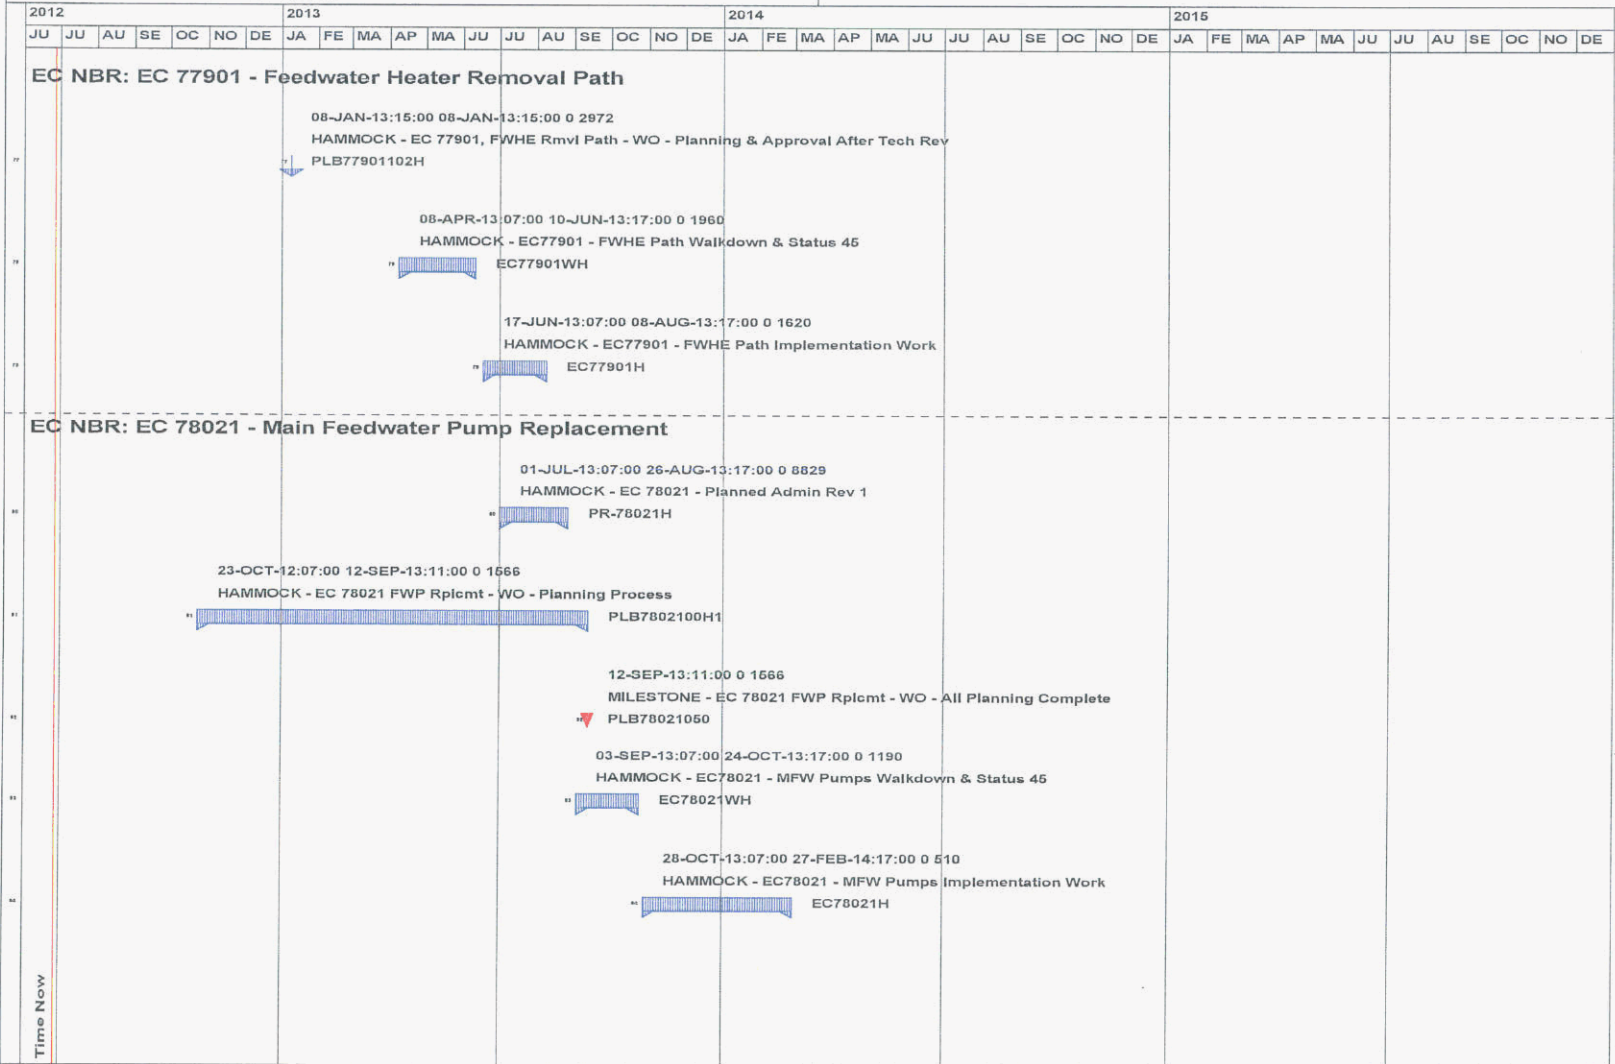 2012 2013 2014 2015
JU JU AU SE OC NO DE JA FE MA AP MA JU JU AU SE OC NO DE JA FE MA AP MA JU JU AU SE OC NO DE JA FE MA AP MA JU JU AU SE OC NO DE
EC NBR: EC 77901 - Feedwater Heater Removal Path
08-JAN-13:15:00 08-JAN-13:15:00 0 2972
HAMMOCK - EC 77901, FWHE Rmvl Path - WO - Planning & Approval After Tech Rev
PLB77901102H
08-APR-13:07:00 10-JUN-13:17:00 0 1960
HAMMOCK - EC77901 - FWHE Path Walkdown & Status 45
EC77901WH
17-JUN-13:07:00 08-AUG-13:17:00 0 1620
HAMMOCK - EC77901 - FWHE Path Implementation Work
EC77901H
EC NBR: EC 78021 - Main Feedwater Pump Replacement
01-JUL-13:07:00 26-AUG-13:17:00 0 8829
HAMMOCK - EC 78021 - Planned Admin Rev 1
PR-78021H
23-OCT-12:07:00 12-SEP-13:11:00 0 1566
HAMMOCK - EC 78021 FWP Rplcmt - WO - Planning Process
PLB7802100H1
12-SEP-13:11:00 0 1566
MILESTONE - EC 78021 FWP Rplcmt - WO - All Planning Complete
PLB78021050
03-SEP-13:07:00 24-OCT-13:17:00 0 1190
HAMMOCK - EC78021 - MFW Pumps Walkdown & Status 45
EC78021WH
28-OCT-13:07:00 27-FEB-14:17:00 0 510
HAMMOCK - EC78021 - MFW Pumps Implementation Work
EC78021H
Time Now